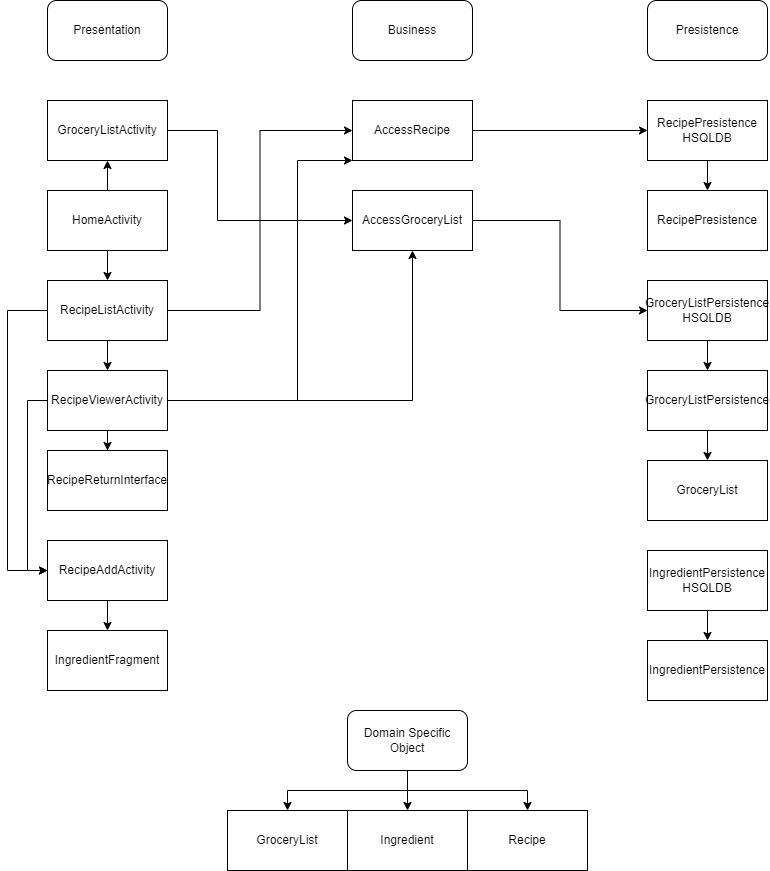 Presentation
Business
Presistence
GroceryListActivity
AccessRecipe
RecipePresistence
HSQLDB
HomeActivity
AccessGroceryList
RecipePresistence
RecipeListActivity
GroceryListPersistence
HSQLDB
RecipeViewerActivity
GroceryListPersistence
RecipeReturnInterface
GroceryList
RecipeAddActivity
IngredientPersistence
HSQLDB
IngredientFragment
IngredientPersistence
Domain Specific
Object
GroceryList
Ingredient
Recipe